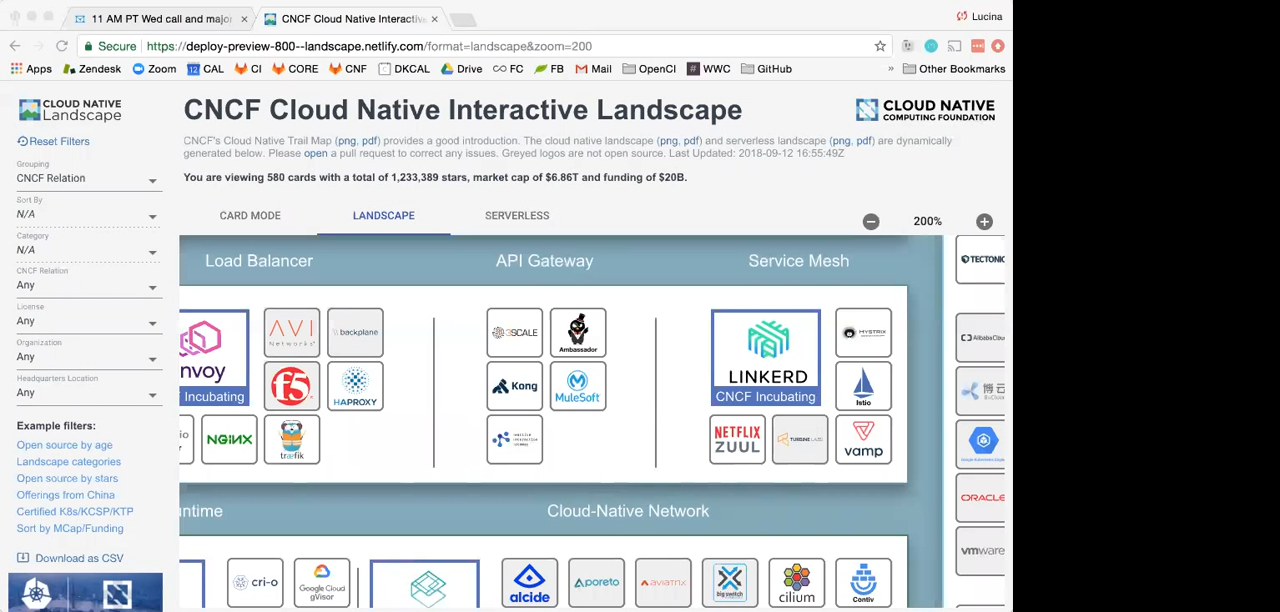 11 AM PT Wed call and major
CNCF Cloud Native Interactive
Lucina
Secure
https://deploy-preview-800--landscape.netlify.com/format=landscape&zoom=200
Apps
Zendesk
Zoom
12 CAL
CI
CORE
CNF
DKCAL
Drive
FC
FB
Mail
OpenCI
# WWC
GitHub
»
Other Bookmarks
CLOUD NATIVE
Landscape
Reset Filters
Grouping
CNCF Relation
Sort By
N/A
Category
N/A
CNCF Relation
Any
License
Any
Organization
Any
Headquarters Location
Any
Example filters:
Open source by age
Landscape categories
Open source by stars
Offerings from China
Certified K8s/KCSP/KTP
Sort by MCap/Funding
Download as CSV
CNCF Cloud Native Interactive Landscape
CLOUD NATIVE
COMPUTING FOUNDATION
CNCF's Cloud Native Trail Map (png, pdf) provides a good introduction. The cloud native landscape (png, pdf) and serverless landscape (png, pdf) are dynamically
generated below. Please open a pull request to correct any issues. Greyed logos are not open source. Last Updated: 2018-09-12 16:55:49Z
You are viewing 580 cards with a total of 1,233,389 stars, market cap of $6.86T and funding of $20B.
CARD MODE
LANDSCAPE
SERVERLESS
200%
Load Balancer
API Gateway
Service Mesh
nvoy
Incubating
AVI
Networks
backplane
f5
HAPROXY
io
NGINX
træfik
3SCALE
Ambassador
Kong
MuleSoft
LINKERD
CNCF Incubating
HYSTRIX
Istio
NETFLIX
ZUUL
TURBINE LABS
vamp
TECTONIC
AlibabaCloud
博云
ORACLE
vmware
untime
Cloud-Native Network
cri-o
Google Cloud
gVisor
alcide
aporeto
aviatrix
big switch
cilium
Contiv